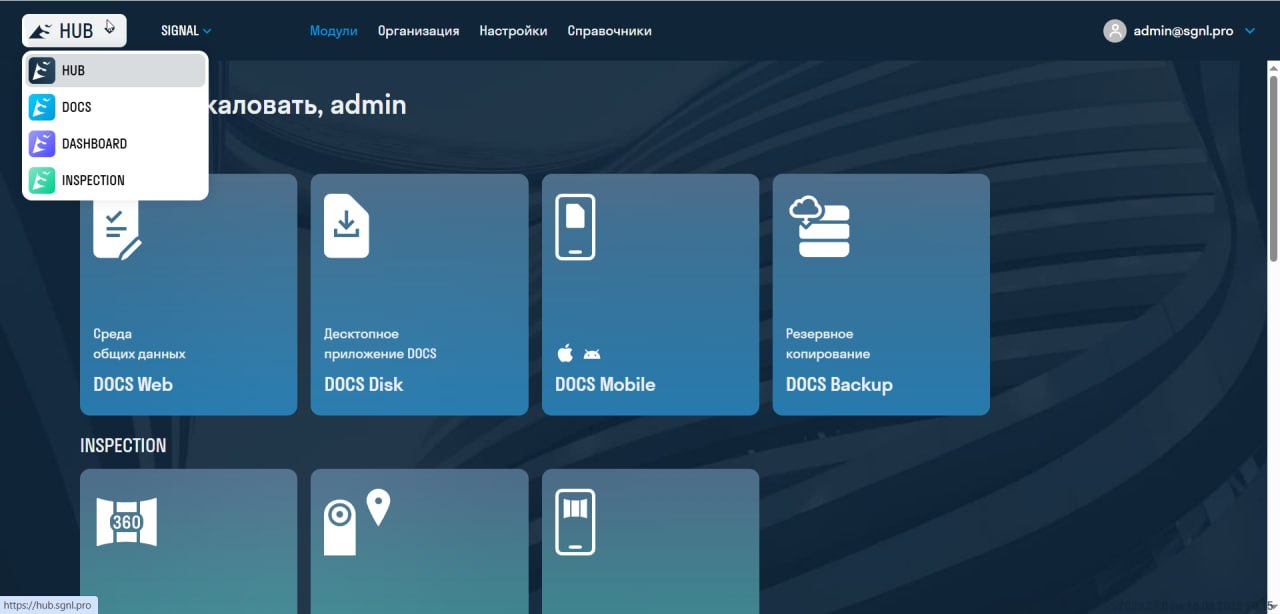 HUB
SIGNAL
Модули
Организация
Настройки
Справочники
admin@sgnl.pro
HUB
DOCS
DASHBOARD
INSPECTION
жаловать, admin
Среда
общих данных
DOCS Web
Десктопное
приложение DOCS
DOCS Disk
DOCS Mobile
Резервное
копирование
DOCS Backup
INSPECTION
360
https://hub.sgnl.pro